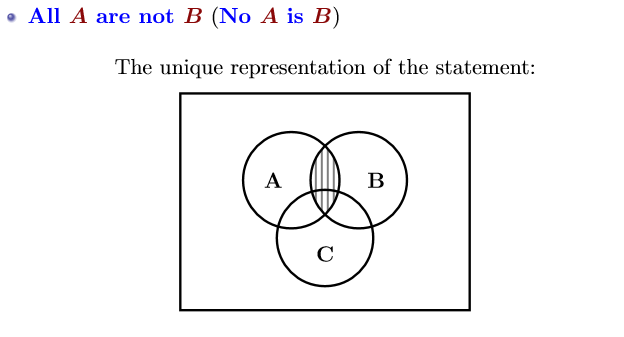 All A are not B (No A is B)
The unique representation of the statement:
A
B
C